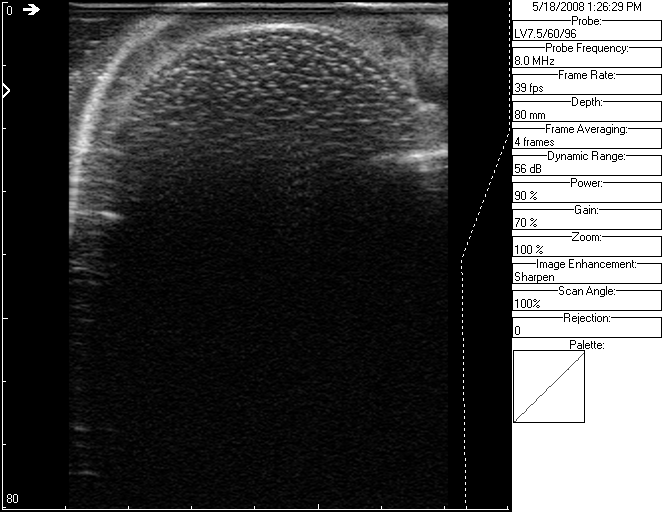 0
80
5/18/2008 1:26:29 PM
Probe:
LV7.5/60/96
Probe Frequency:
8.0 MHz
Frame Rate:
39 fps
Depth:
80 mm
Frame Averaging:
4 frames
Dynamic Range:
56 dB
Power:
90 %
Gain:
70 %
Zoom:
100 %
Image Enhancement:
Sharpen
Scan Angle:
100%
Rejection:
0
Palette: